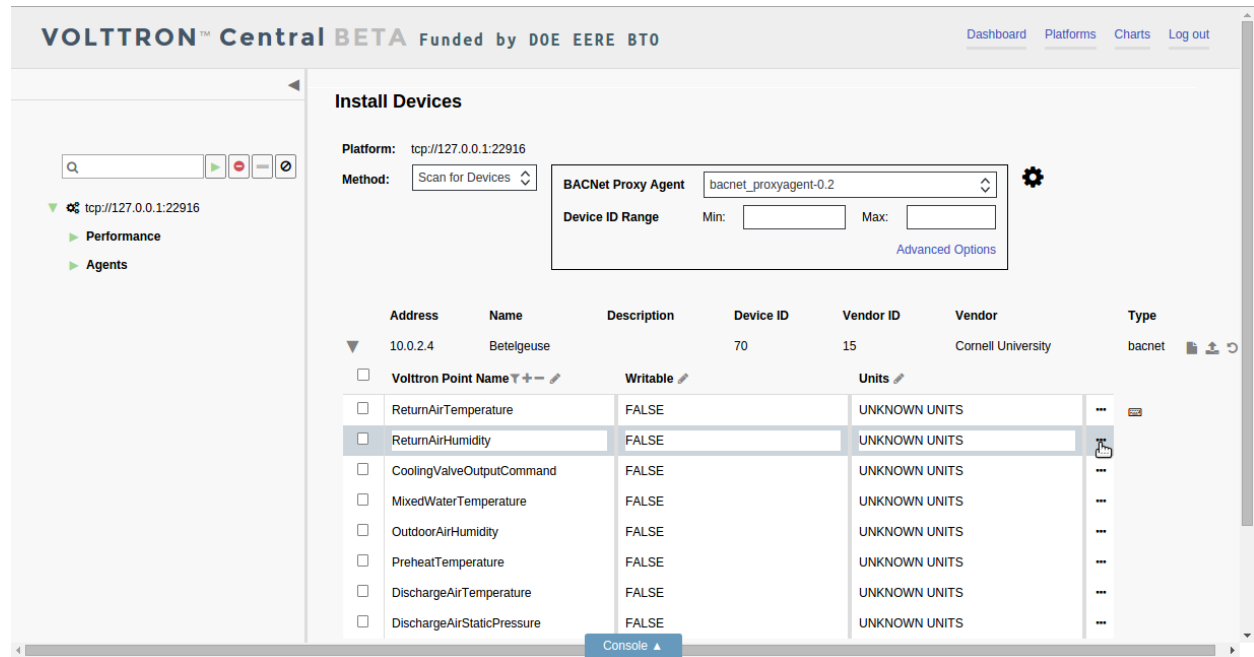 VOLTTRON™ Central BETA Funded by DOE EERE BTO
Dashboard Platforms Charts Log out
Install Devices
Platform: tcp://127.0.0.1:22916
Method: Scan for Devices
BACNet Proxy Agent bacnet_proxyagent-0.2
Device ID Range Min: Max:
Advanced Options
tcp://127.0.0.1:22916
Performance
Agents
Address Name Description Device ID Vendor ID Vendor Type
10.0.2.4 Betelgeuse 70 15 Cornell University bacnet
Volttron Point Name Writable Units
ReturnAirTemperature FALSE UNKNOWN UNITS
ReturnAirHumidity FALSE UNKNOWN UNITS
CoolingValveOutputCommand FALSE UNKNOWN UNITS
MixedWaterTemperature FALSE UNKNOWN UNITS
OutdoorAirHumidity FALSE UNKNOWN UNITS
PreheatTemperature FALSE UNKNOWN UNITS
DischargeAirTemperature FALSE UNKNOWN UNITS
DischargeAirStaticPressure FALSE UNKNOWN UNITS
Console ▲